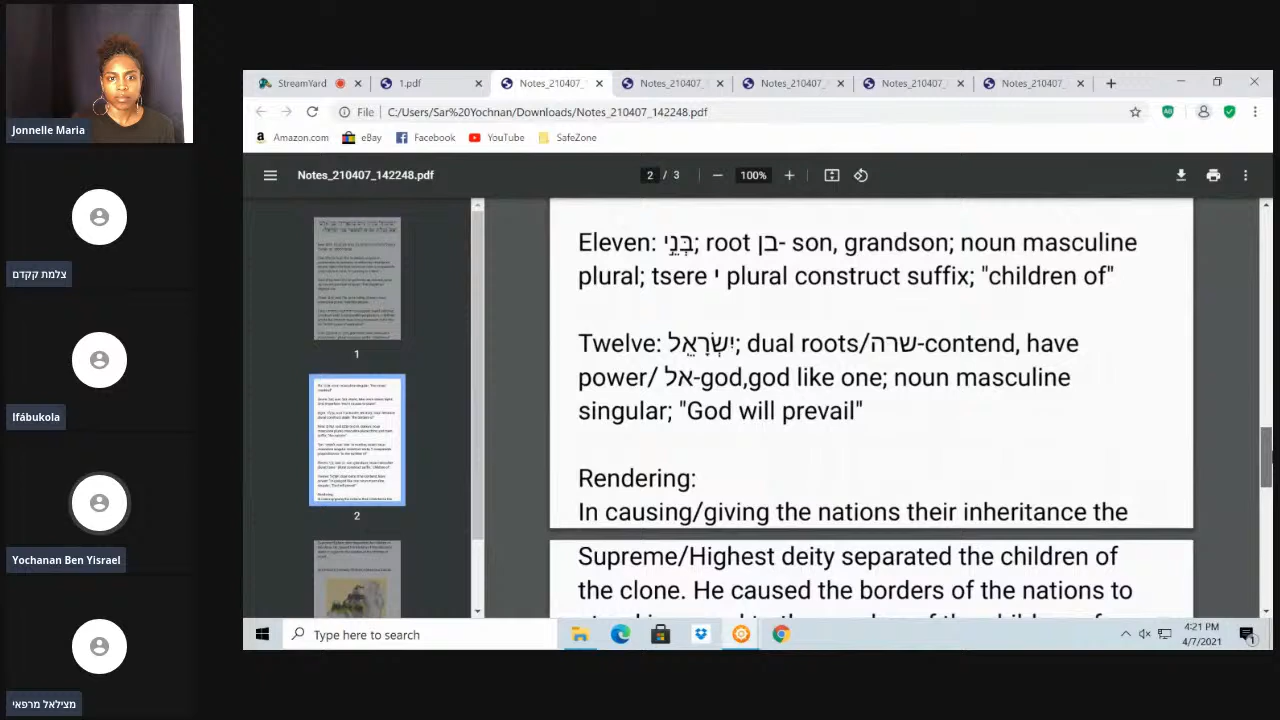 Jonnelle Maria
צלמת קקדם
Ifábukola
Yochanan Ben Yisrael
מצילאל מרפאי
StreamYard
1.pdf
Notes_210407_
Notes_210407_
Notes_210407_
Notes_210407_
Notes_210407_
File
C:/Users/Sar%20Yochnan/Downloads/Notes_210407_142248.pdf
Amazon.com eBay Facebook YouTube SafeZone
Notes_210407_142248.pdf
2 / 3
100%
1
2
Eleven: בְּנֵי; root בן- son, grandson; noun masculine
plural; tsere י plural construct suffix; "children of"
Twelve: יִשְׂרָאֵל; dual roots/שרה-contend, have
power/ אל-god,god like one; noun masculine
singular; "God will prevail"
Rendering:
In causing/giving the nations their inheritance the
Supreme/Highest deity separated the children of
the clone. He caused the borders of the nations to
Type here to search
4:21 PM
4/7/2021